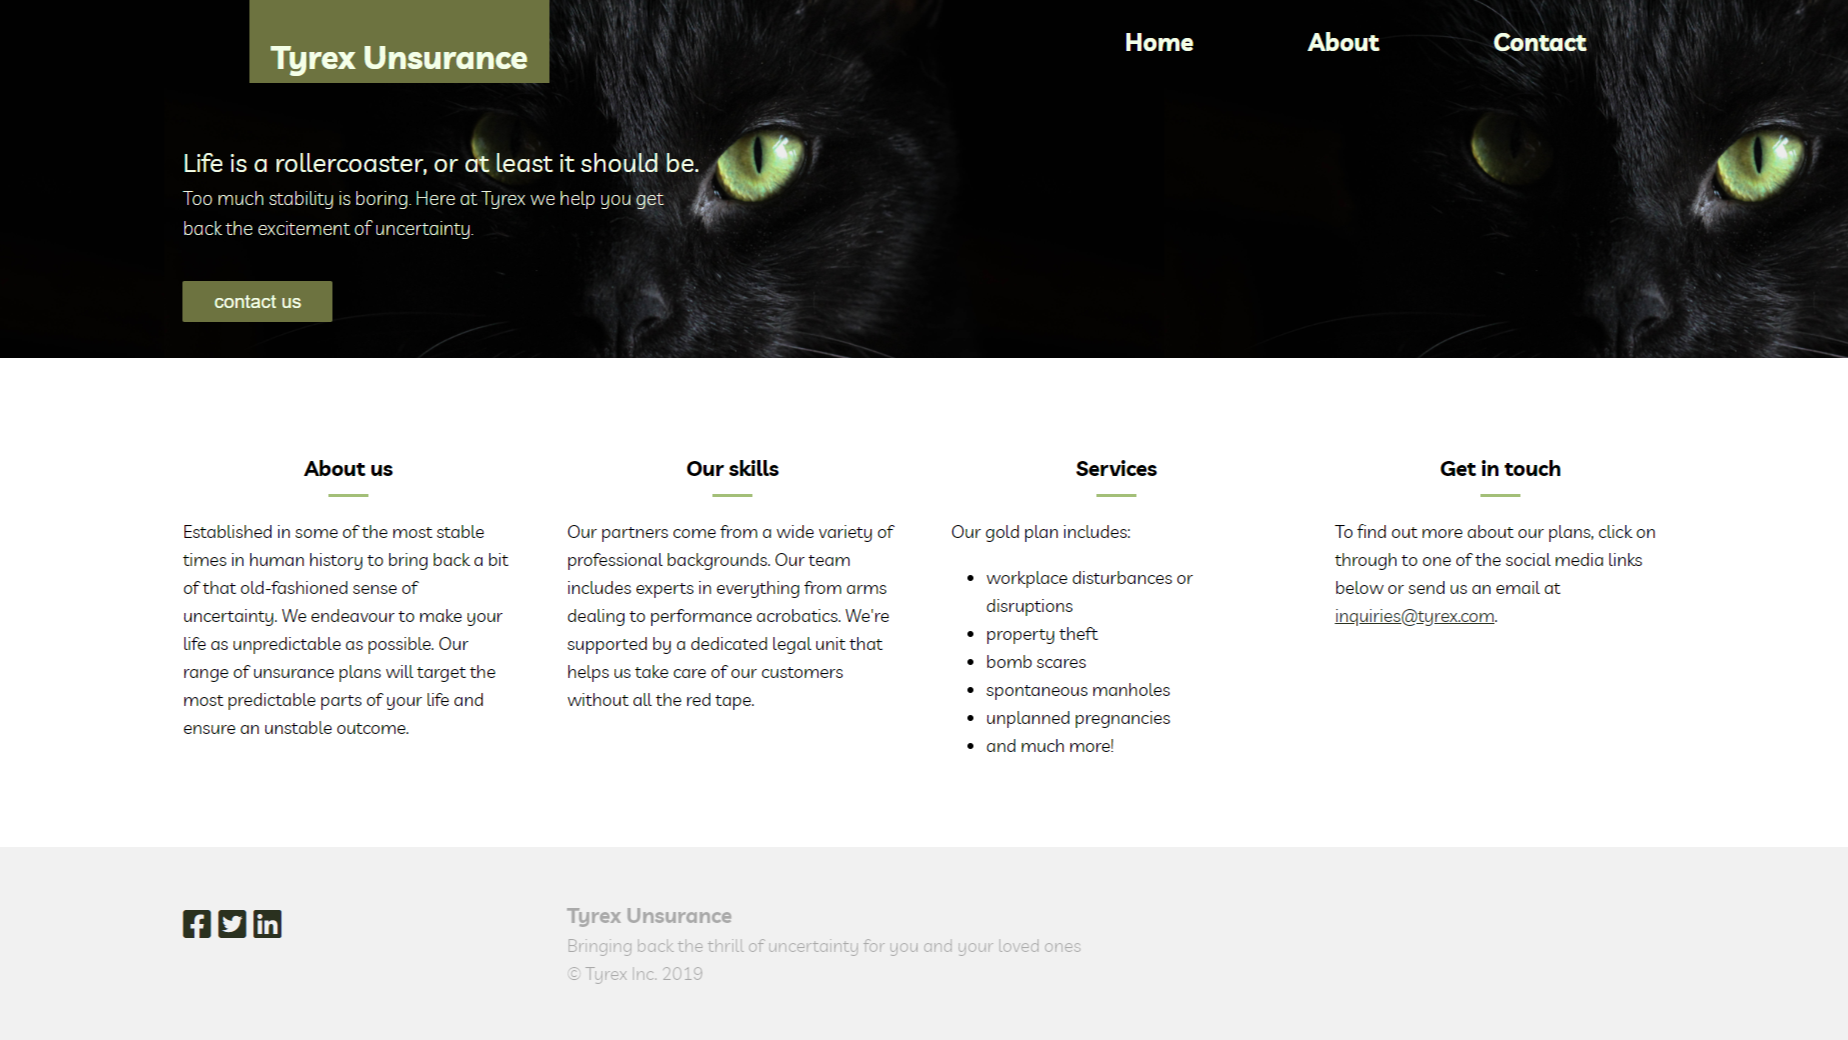 Tyrex Unsurance
Home
About
Contact
Life is a rollercoaster, or at least it should be.
Too much stability is boring. Here at Tyrex we help you get
back the excitement of uncertainty.
contact us
About us
Established in some of the most stable
times in human history to bring back a bit
of that old-fashioned sense of
uncertainty. We endeavour to make your
life as unpredictable as possible. Our
range of unsurance plans will target the
most predictable parts of your life and
ensure an unstable outcome.
Our skills
Our partners come from a wide variety of
professional backgrounds. Our team
includes experts in everything from arms
dealing to performance acrobatics. We're
supported by a dedicated legal unit that
helps us take care of our customers
without all the red tape.
Services
Our gold plan includes:
• workplace disturbances or
disruptions
• property theft
• bomb scares
• spontaneous manholes
• unplanned pregnancies
• and much more!
Get in touch
To find out more about our plans, click on
through to one of the social media links
below or send us an email at
inquiries@tyrex.com.
Tyrex Unsurance
Bringing back the thrill of uncertainty for you and your loved ones
© Tyrex Inc. 2019